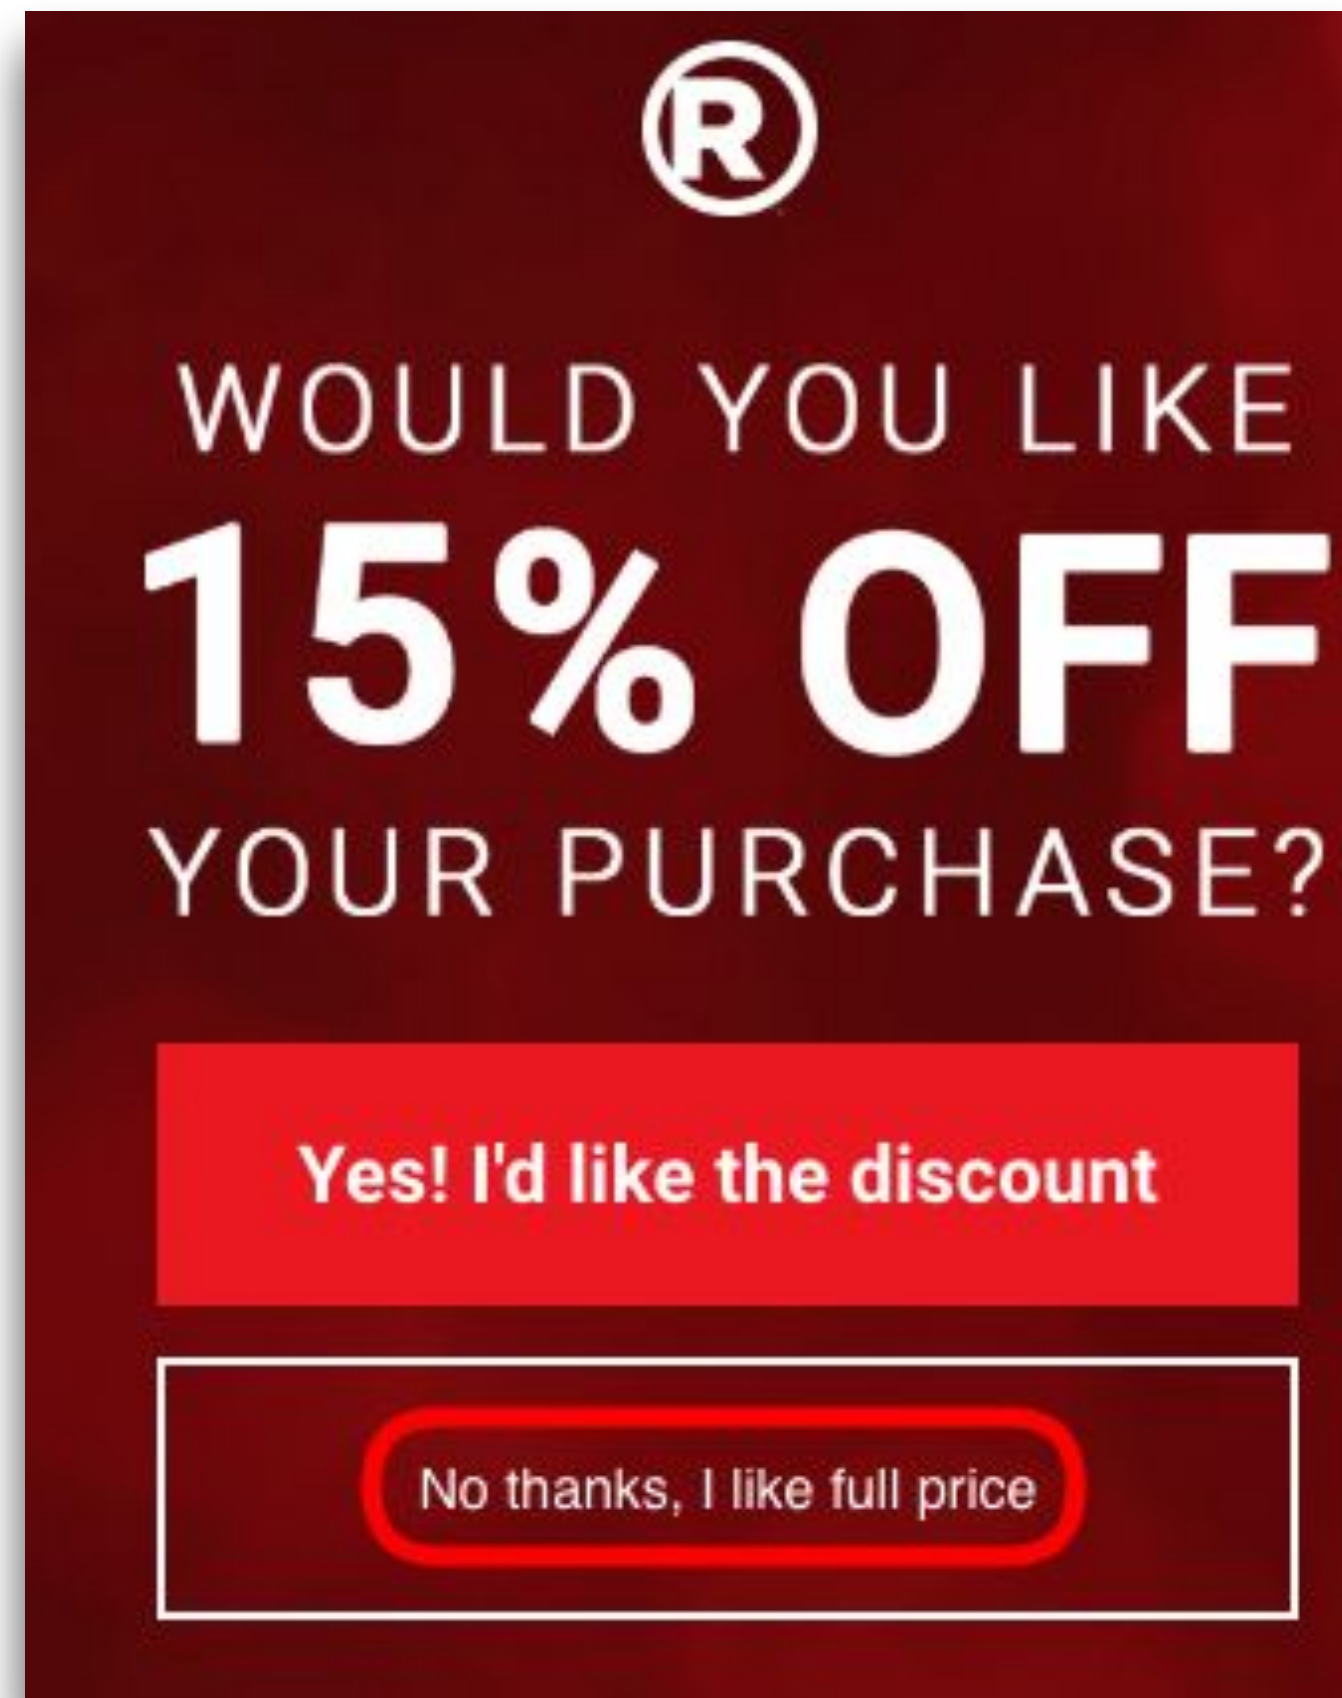 R
WOULD YOU LIKE
15% OFF
YOUR PURCHASE?
Yes! I'd like the discount
No thanks, I like full price